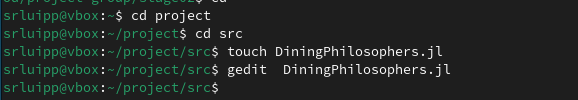 srluipp@vbox:~$ cd project
srluipp@vbox:~/project$ cd src
srluipp@vbox:~/project/src$ touch DiningPhilosophers.jl
srluipp@vbox:~/project/src$ gedit  DiningPhilosophers.jl
srluipp@vbox:~/project/src$